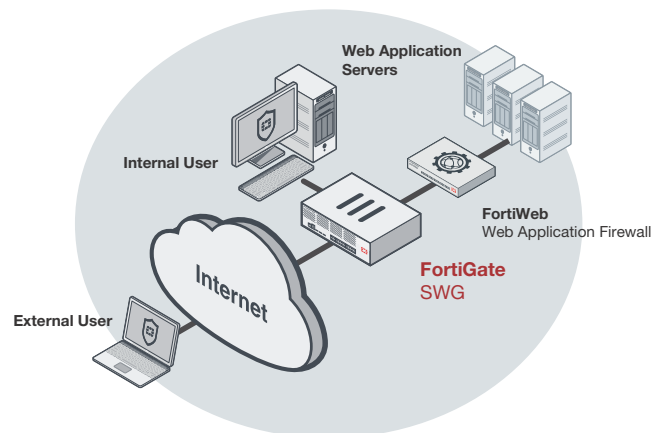 Web Application
Servers
Internal User
FortiWeb
Web Application Firewall
FortiGate
SWG
Internet
External User